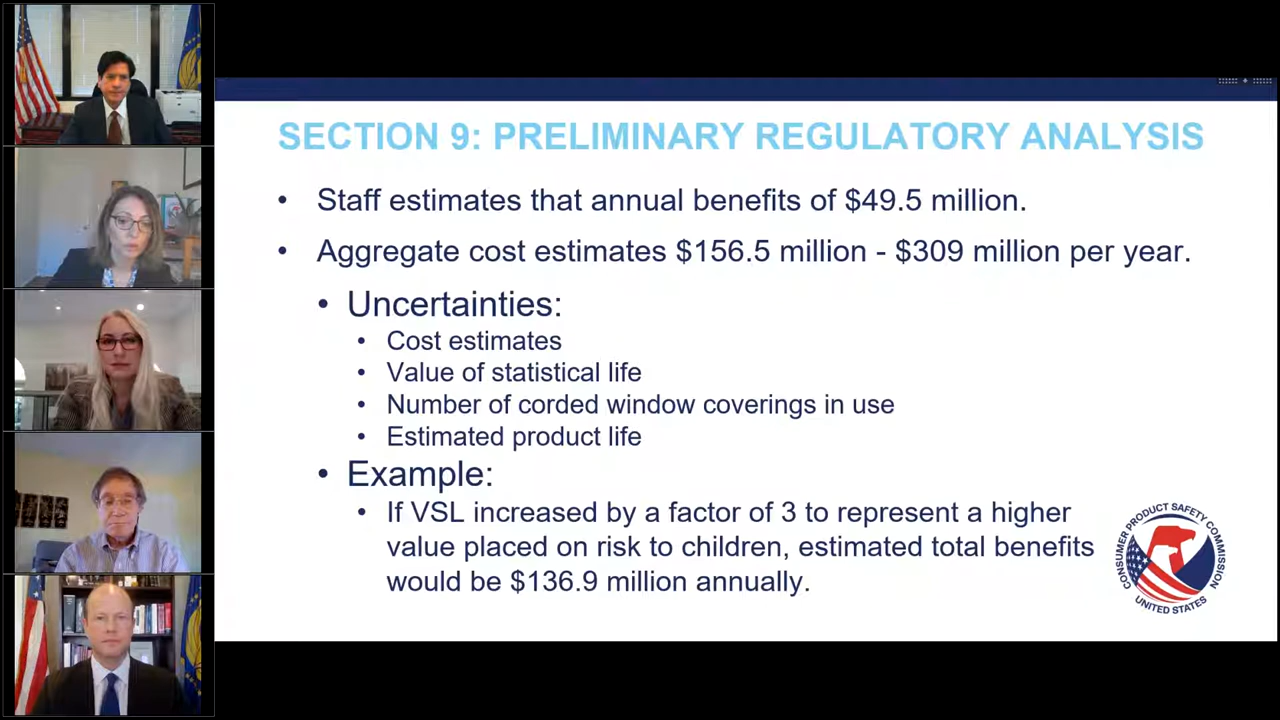 SECTION 9: PRELIMINARY REGULATORY ANALYSIS
• Staff estimates that annual benefits of $49.5 million.
• Aggregate cost estimates $156.5 million - $309 million per year.
• Uncertainties:
• Cost estimates
• Value of statistical life
• Number of corded window coverings in use
• Estimated product life
• Example:
• If VSL increased by a factor of 3 to represent a higher
value placed on risk to children, estimated total benefits
would be $136.9 million annually.
CONSUMER PRODUCT SAFETY COMMISSION
UNITED STATES